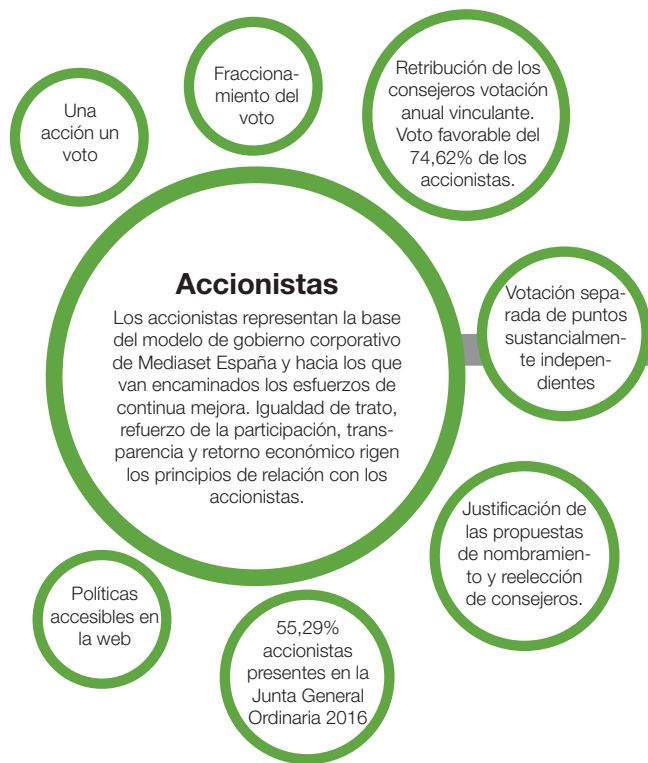 Una
acción un
voto
Fracciona-
miento del
voto
Retribución de los
consejeros votación
anual vinculante.
Voto favorable del
74,62% de los
accionistas.
Accionistas
Los accionistas representan la base
del modelo de gobierno corporativo
de Mediaset España y hacia los que
van encaminados los esfuerzos de
continua mejora. Igualdad de trato,
refuerzo de la participación, trans-
parencia y retorno económico rigen
los principios de relación con los
accionistas.
Votación sepa-
rada de puntos
sustancialmen-
te indepen-
dientes
Justificación de
las propuestas
de nombramien-
to y reelección
de consejeros.
Políticas
accesibles en
la web
55,29%
accionistas
presentes en la
Junta General
Ordinaria 2016